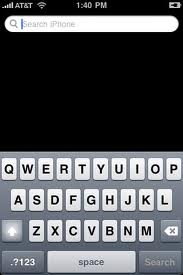 AT&T 1:40 PM
Search iPhone
Q W E R T Y U I O P
A S D F G H J K L
Z X C V B N M
.?123 space Search